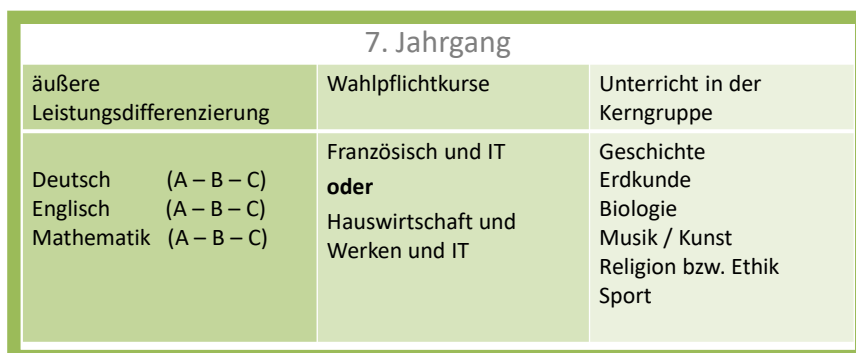 7. Jahrgang
äußere
Leistungsdifferenzierung
Wahlpflichtkurse
Unterricht in der
Kerngruppe
Deutsch (A – B – C)
Englisch (A – B – C)
Mathematik (A – B – C)
Französisch und IT
oder
Hauswirtschaft und
Werken und IT
Geschichte
Erdkunde
Biologie
Musik / Kunst
Religion bzw. Ethik
Sport